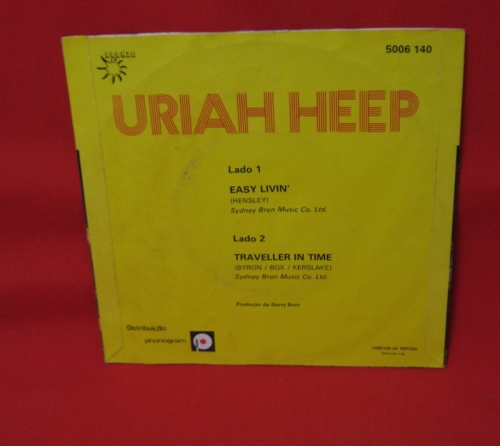 BRONZE
5006 140
URIAH HEEP
Lado 1
EASY LIVIN'
(HENSLEY)
Sydney Bron Music Co. Ltd.
Lado 2
TRAVELLER IN TIME
(BYRON / BOX / KERSLAKE)
Sydney Bron Music Co. Ltd.
Produção de Gerry Bron
Distribuição
phonogram